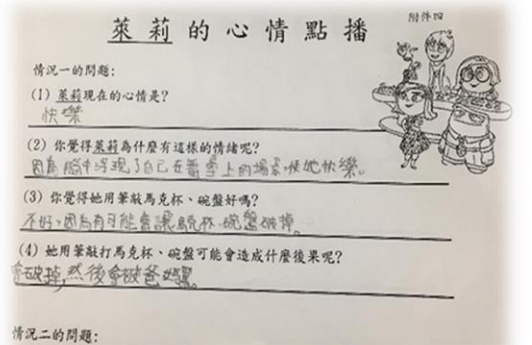 附件四
萊莉的心情點播
情況一的問題:
(1) 萊莉現在的心情是?
快樂
(2) 你覺得萊莉為什麼有這樣的情緒呢?
因為腦中浮現了自己在舞臺上的場景,使她快樂。
(3) 你覺得她用筆敲馬克杯、碗盤好嗎?
不好,因為有可能會讓馬克杯、碗盤破掉。
(4) 她用筆敲打馬克杯、碗盤可能會造成什麼後果呢?
會破掉,然後會被爸媽罵。
情況二的問題: